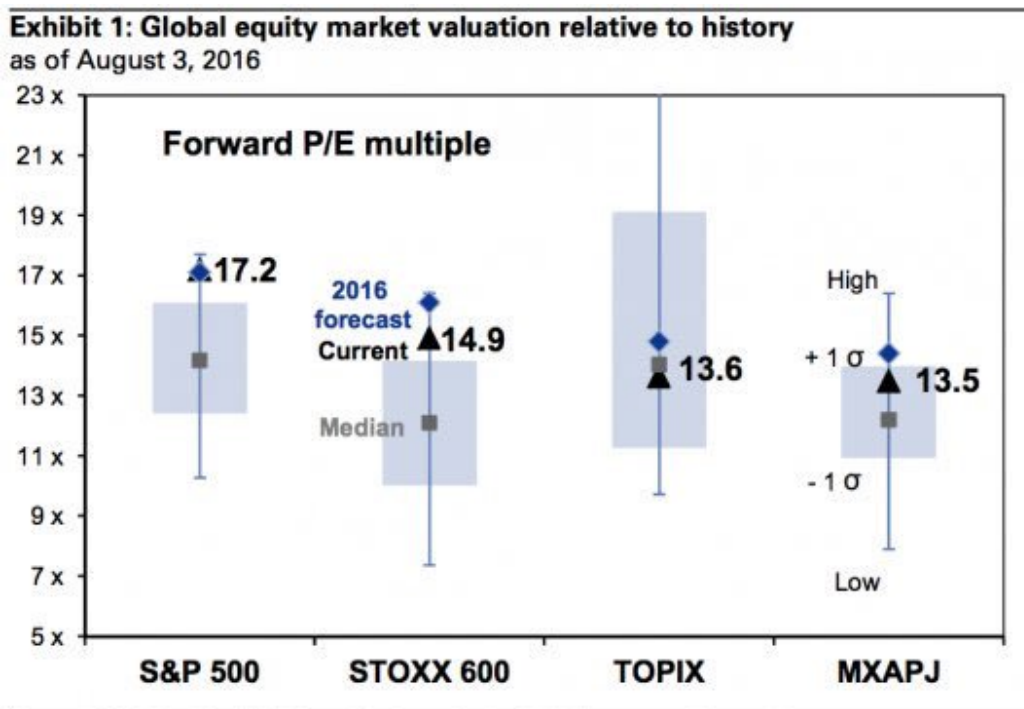 Exhibit 1: Global equity market valuation relative to history
as of August 3, 2016
23 x
21 x
19 x
17 x
15 x
13 x
11 x
9 x
7 x
5 x
Forward P/E multiple
17.2
2016
forecast
Current
14.9
Median
13.6
High
+ 1 σ
13.5
- 1 σ
Low
S&P 500
STOXX 600
TOPIX
MXAPJ